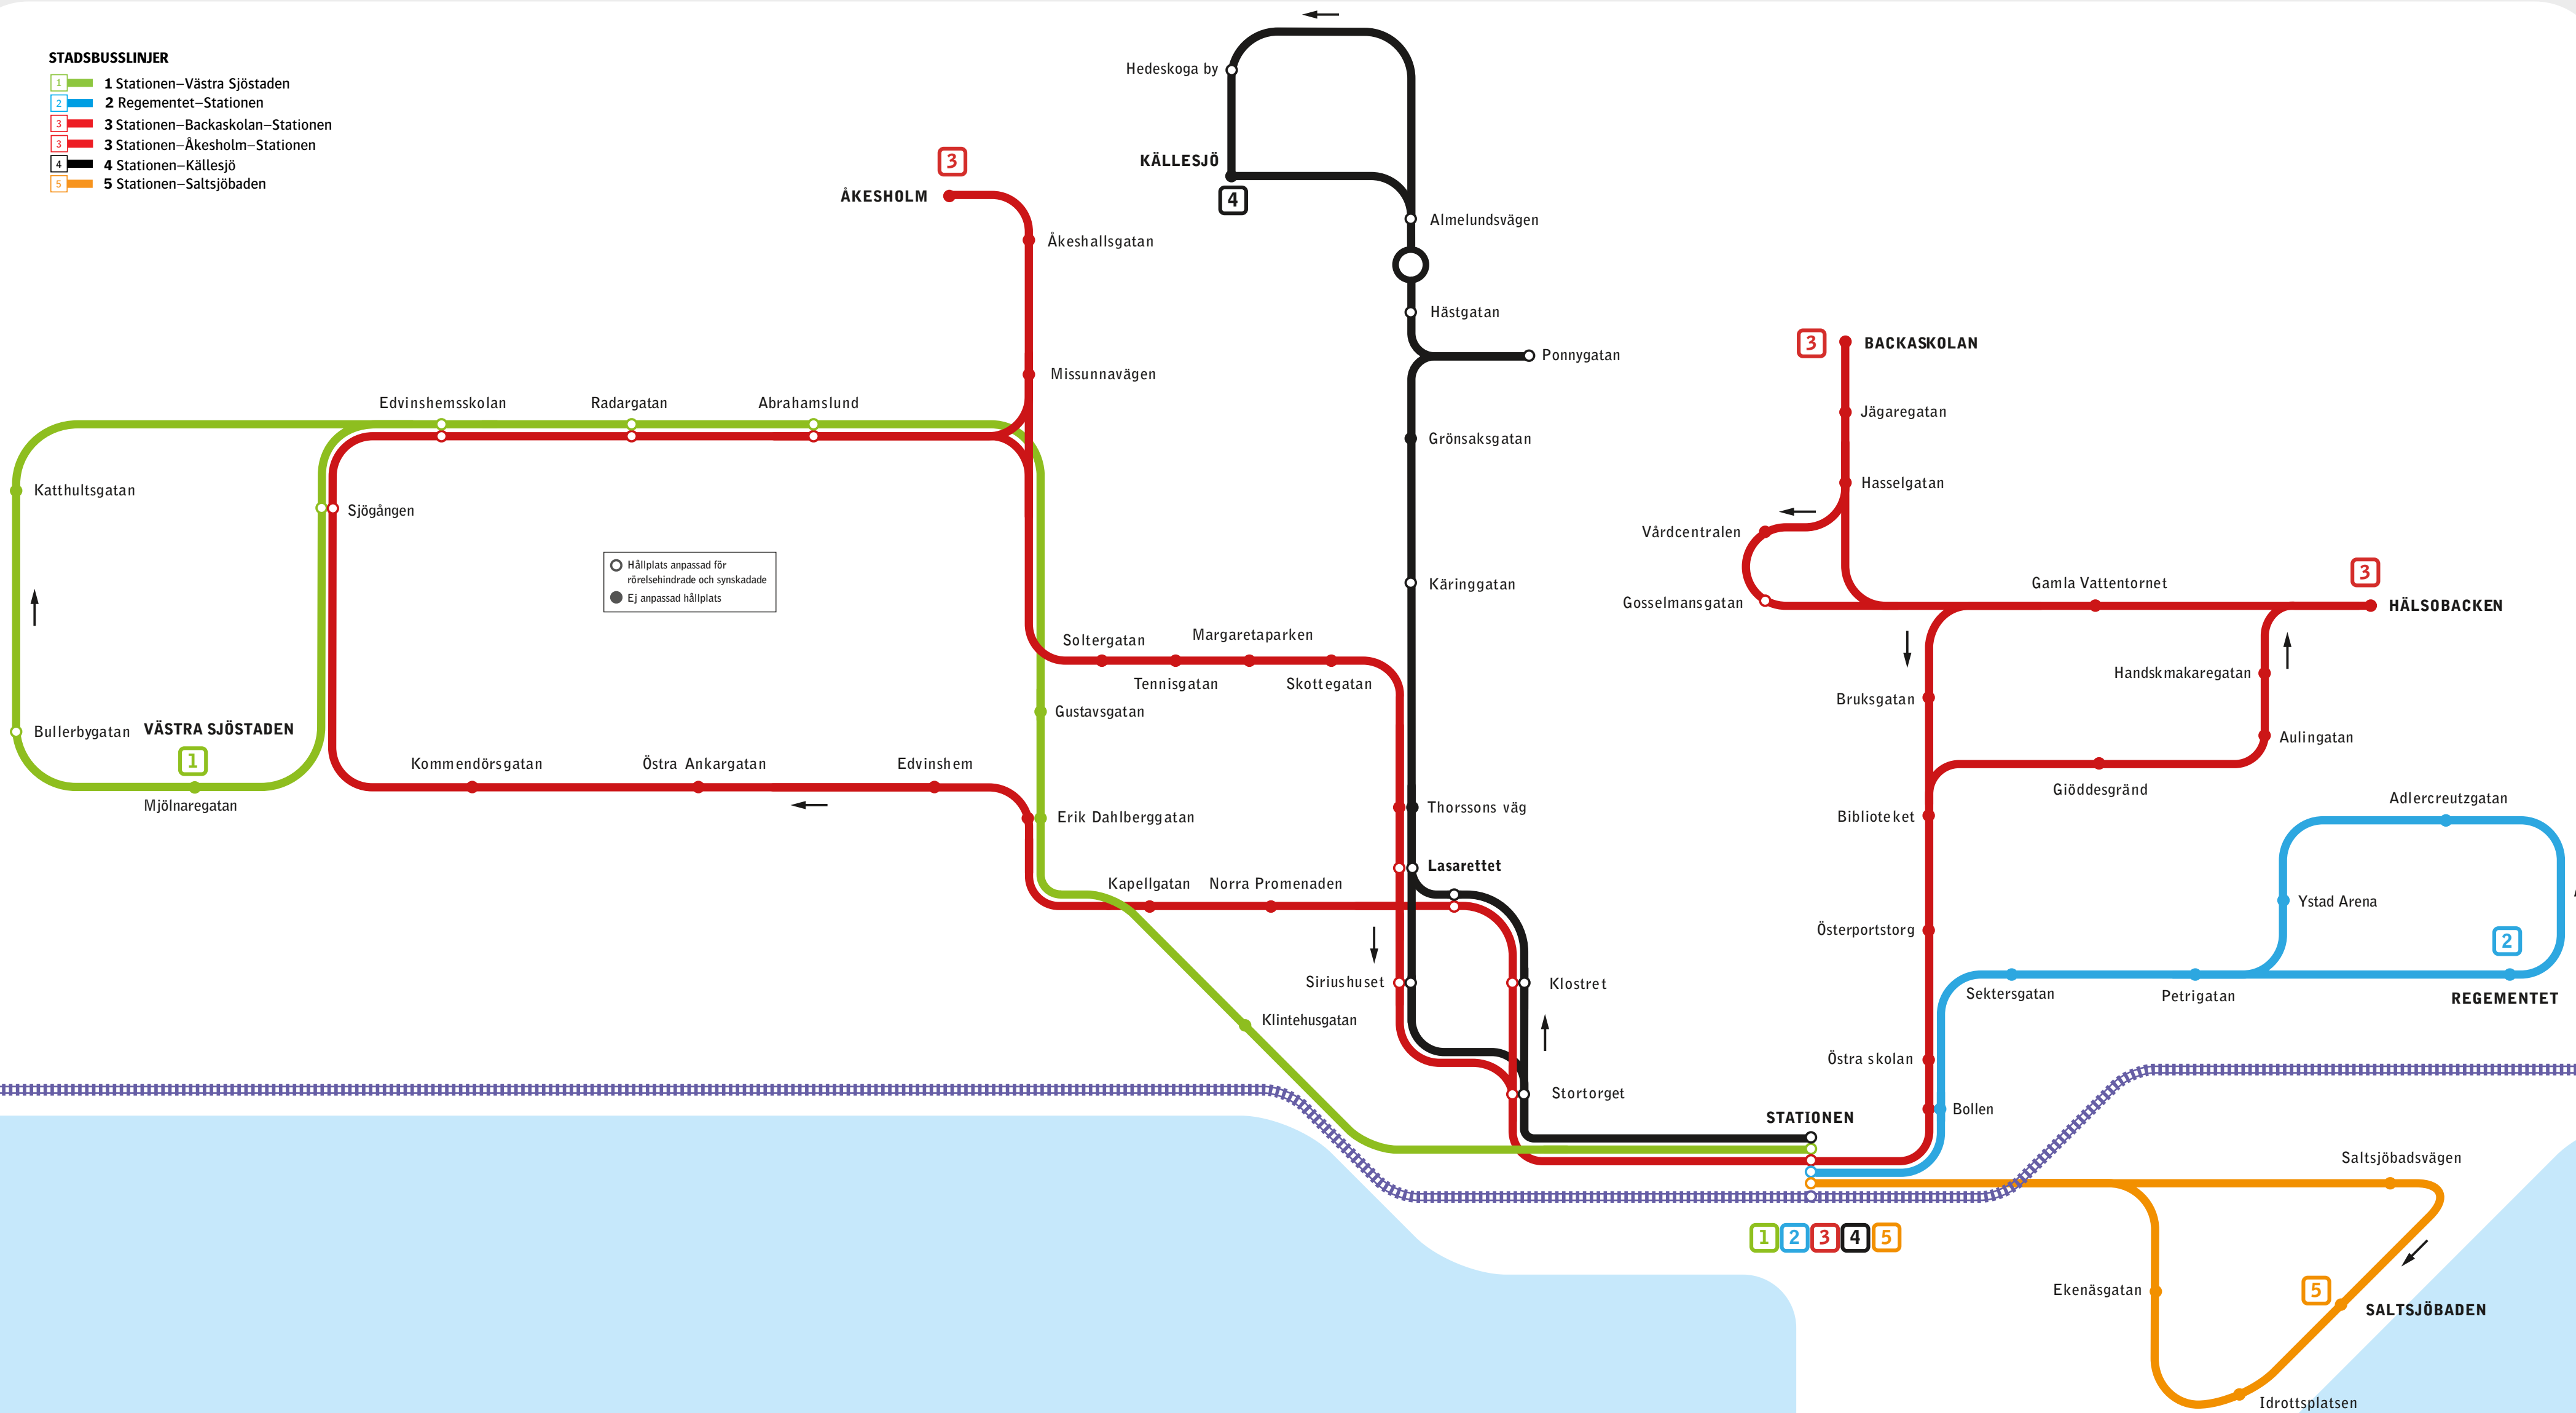 STADSBUSSLINJER
1 1 Stationen–Västra Sjöstaden
2 2 Regementet–Stationen
3 3 Stationen–Backaskolan–Stationen
3 3 Stationen–Åkesholm–Stationen
4 4 Stationen–Källesjö
5 5 Stationen–Saltsjöbaden
Hedeskoga by
KÄLLESJÖ
4
3
ÅKESHOLM
Almelundsvägen
Åkeshallsgatan
Hästgatan
Ponnygatan
3
BACKASKOLAN
Missunnavägen
Edvinshemsskolan
Radargatan
Abrahamslund
Jägaregatan
Grönsaksgatan
Hasselgatan
Katthultsgatan
Sjögången
Vårdcentralen
Hållplats anpassad för
rörelsehindrade och synskadade
Ej anpassad hållplats
Käringgatan
Gosselmansgatan
Gamla Vattentornet
3
HÄLSOBACKEN
Soltergatan
Margaretaparken
Tennisgatan
Skottegatan
Handskmakaregatan
Bruksgatan
Gustavsgatan
Bullerbygatan
VÄSTRA SJÖSTADEN
1
Mjölnaregatan
Aulingatan
Kommendörsgatan
Östra Ankargatan
Edvinshem
Giöddesgränd
Adlercreutzgatan
Thorssons väg
Erik Dahlberggatan
Biblioteket
Lasarettet
Kapellgatan
Norra Promenaden
Ystad Arena
Österportstorg
2
Siriushuset
Klostret
Sektersgatan
Petrigatan
REGEMENTET
Klintehusgatan
Östra skolan
Stortorget
Bollen
STATIONEN
Saltsjöbadsvägen
1 2 3 4 5
Ekenäsgatan
5
SALTSJÖBADEN
Idrottsplatsen